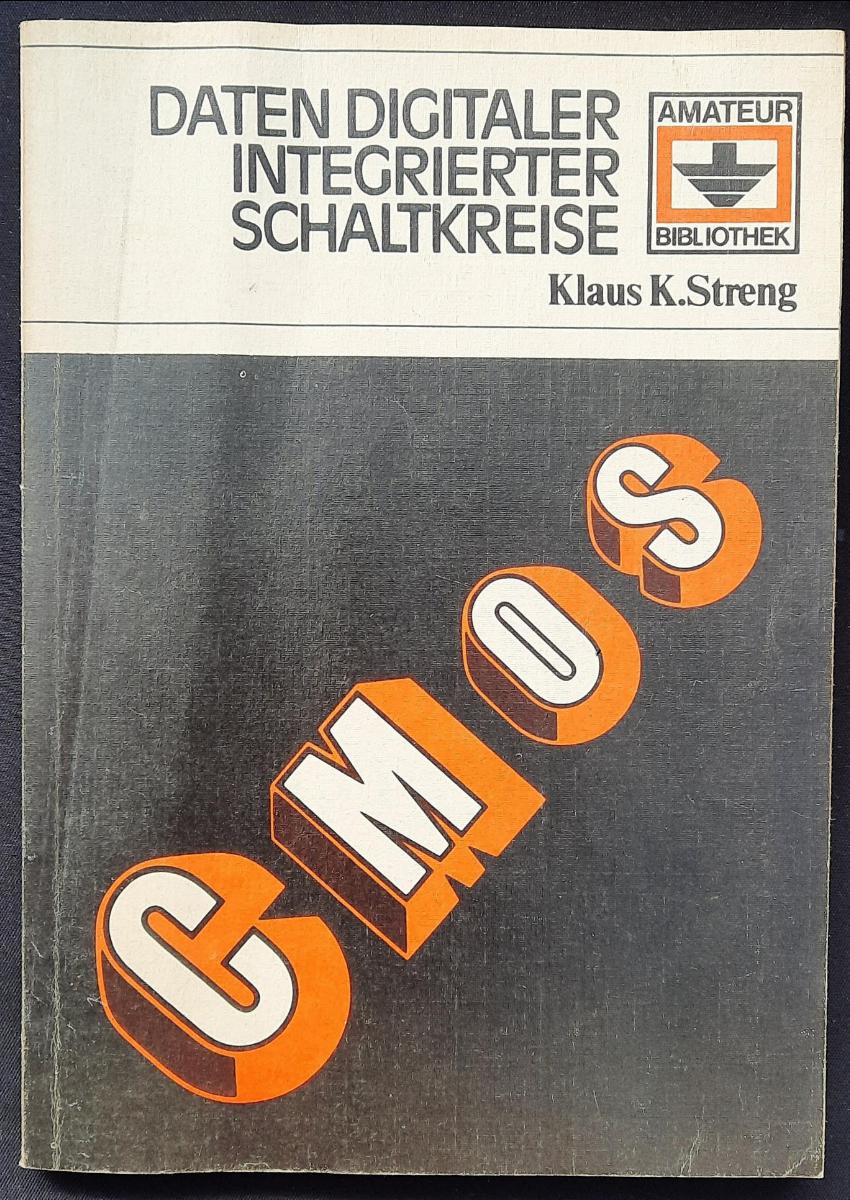 DATEN DIGITALER
INTEGRIERTER
SCHALTKREISE
AMATEUR
BIBLIOTHEK
Klaus K. Streng
CMOS